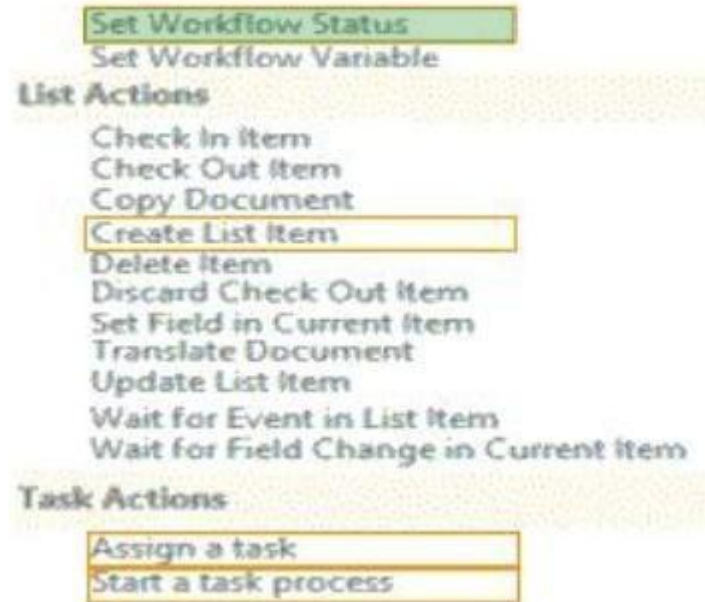 Set Workflow Status
Set Workflow Variable
List Actions
Check In Item
Check Out Item
Copy Document
Create List Item
Delete Item
Discard Check Out Item
Set Field in Current Item
Translate Document
Update List Item
Wait for Event in List Item
Wait for Field Change in Current Item
Task Actions
Assign a task
Start a task process